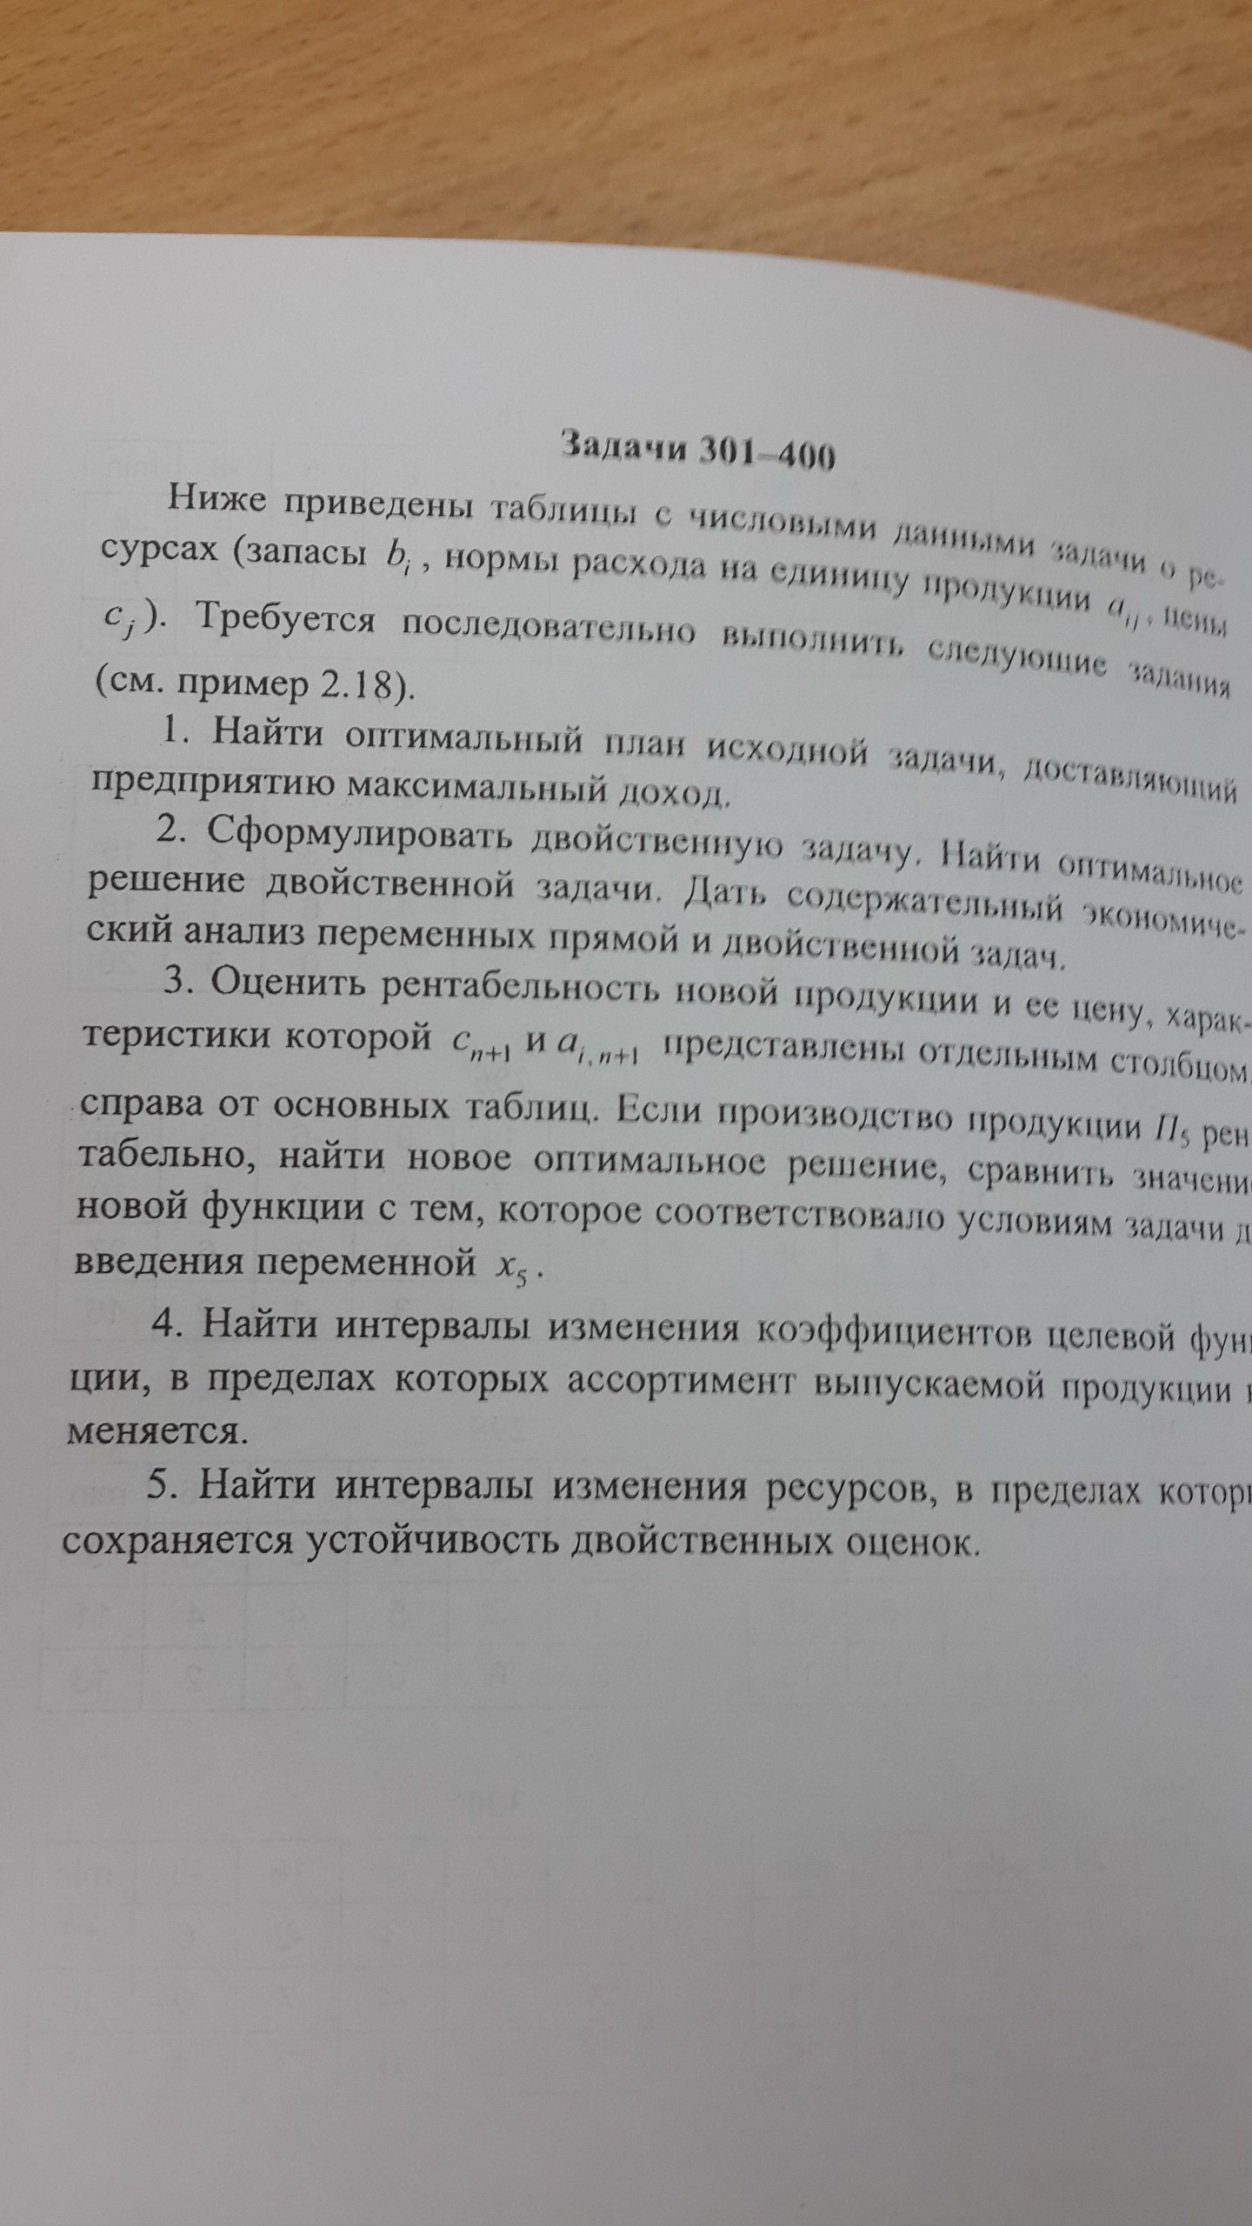 Задачи 301–400
Ниже приведены таблицы с числовыми данными задачи о ре-
сурсах (запасы bi, нормы расхода на единицу продукции aij, цены
cj). Требуется последовательно выполнить следующие задания
(см. пример 2.18).
1. Найти оптимальный план исходной задачи, доставляющий
предприятию максимальный доход.
2. Сформулировать двойственную задачу. Найти оптимальное
решение двойственной задачи. Дать содержательный экономиче-
ский анализ переменных прямой и двойственной задач.
3. Оценить рентабельность новой продукции и ее цену, харак-
теристики которой cn+1 и ai, n+1 представлены отдельным столбцом,
справа от основных таблиц. Если производство продукции П5 рен
табельно, найти новое оптимальное решение, сравнить значени
новой функции с тем, которое соответствовало условиям задачи д
введения переменной x5.
4. Найти интервалы изменения коэффициентов целевой фун
ции, в пределах которых ассортимент выпускаемой продукции
меняется.
5. Найти интервалы изменения ресурсов, в пределах котор
сохраняется устойчивость двойственных оценок.